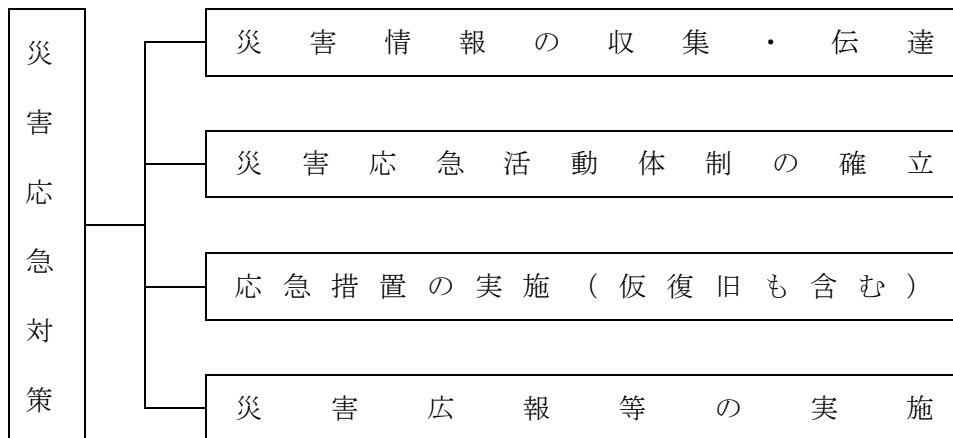 災害応急対策
災害情報の収集・伝達
災害応急活動体制の確立
応急措置の実施(仮復旧も含む)
災害広報等の実施